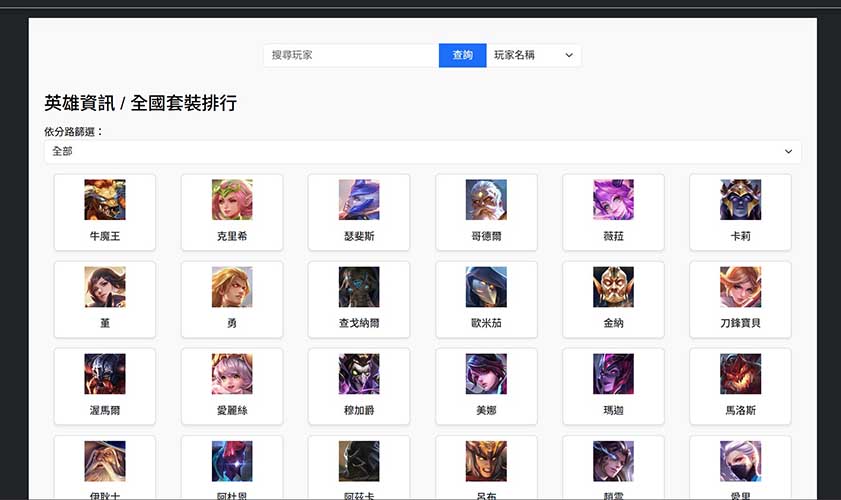 搜尋玩家 查詢 玩家名稱
英雄資訊 / 全國套裝排行
依分路篩選：
全部
牛魔王 克里希 瑟斐斯 哥德爾 薇菈 卡莉
菫 勇 查戈納爾 歐米茄 金納 刀鋒寶貝
渥馬爾 愛麗絲 穆加爵 美娜 瑪迦 馬洛斯
伊耿士 阿杜恩 阿茲卡 呂布 趙雲 愛里